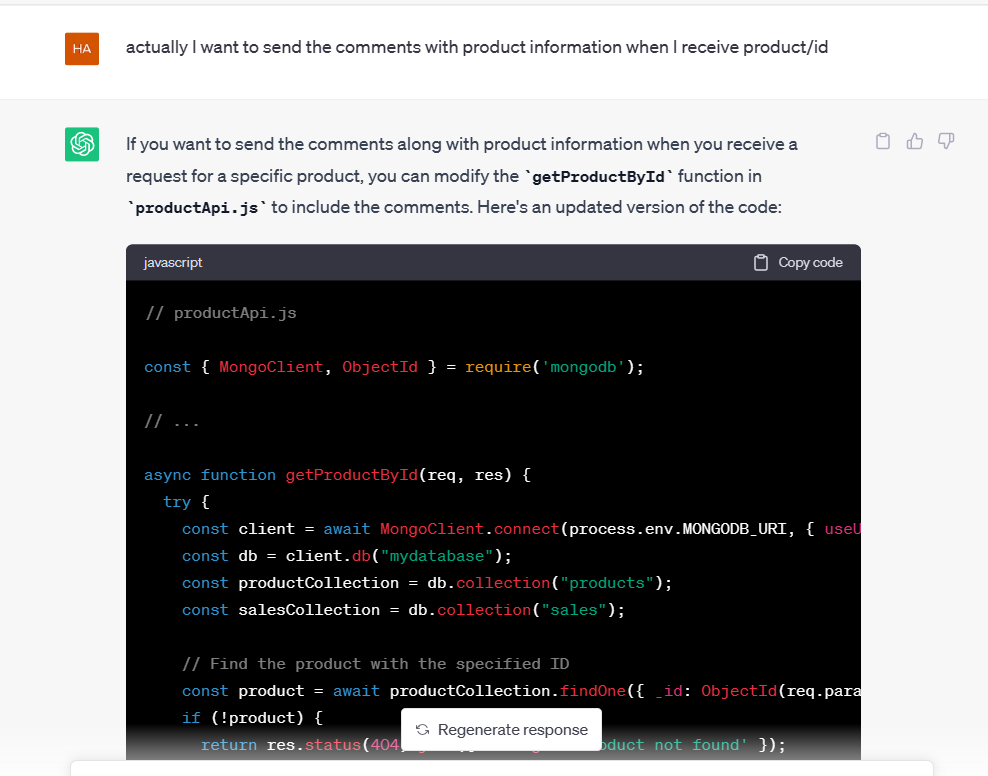 HA
actually I want to send the comments with product information when I receive product/id
If you want to send the comments along with product information when you receive a
request for a specific product, you can modify the `getProductById` function in
`productApi.js` to include the comments. Here's an updated version of the code:
javascript
Copy code
// productApi.js
const { MongoClient, ObjectId } = require('mongodb');
// ...
async function getProductById(req, res) {
try {
const client = await MongoClient.connect(process.env.MONGODB_URI, { useU
const db = client.db("mydatabase");
const productCollection = db.collection("products");
const salesCollection = db.collection("sales");
// Find the product with the specified ID
const product = await productCollection.findOne({ _id: ObjectId(req.para
if (!product) {
return res.status(404 not found' });
Regenerate response